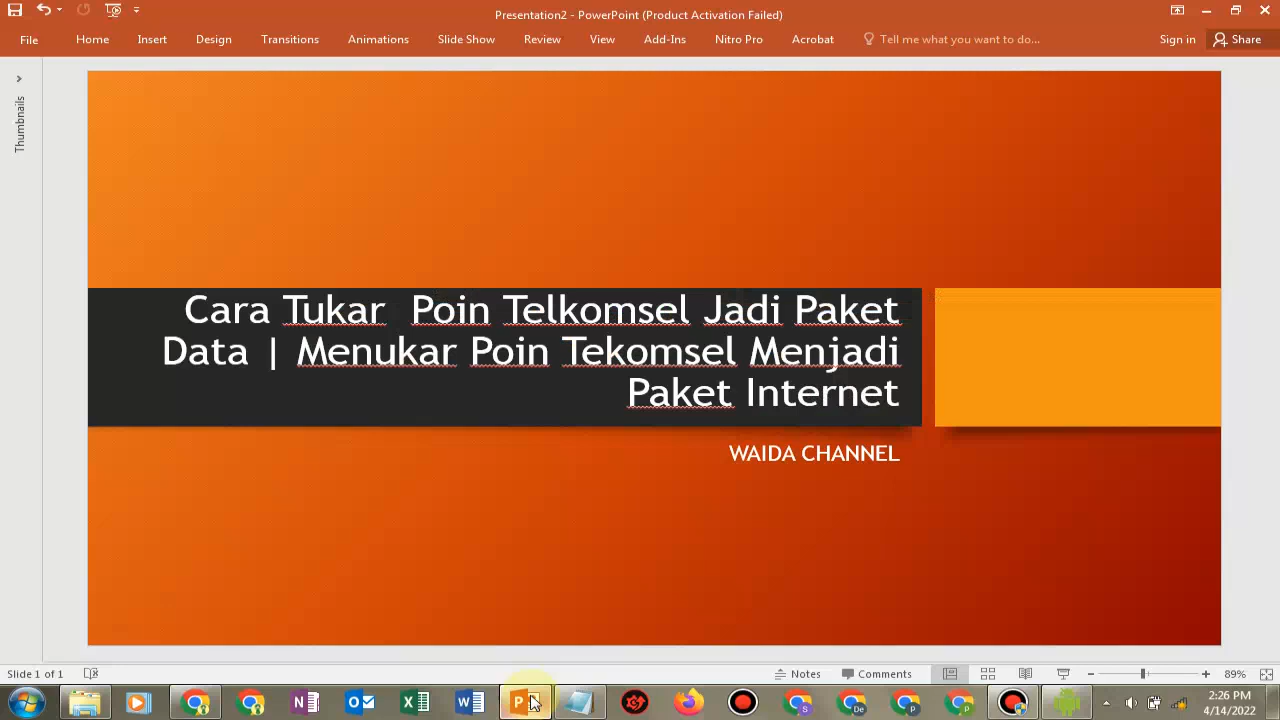 Presentation2 - PowerPoint (Product Activation Failed)
File Home Insert Design Transitions Animations Slide Show Review View Add-Ins Nitro Pro Acrobat Tell me what you want to do... Sign in Share
Thumbnails
Cara Tukar Poin Telkomsel Jadi Paket
Data | Menukar Poin Tekomsel Menjadi
Paket Internet
WAIDA CHANNEL
Slide 1 of 1 Notes Comments 89%
2:26 PM
4/14/2022